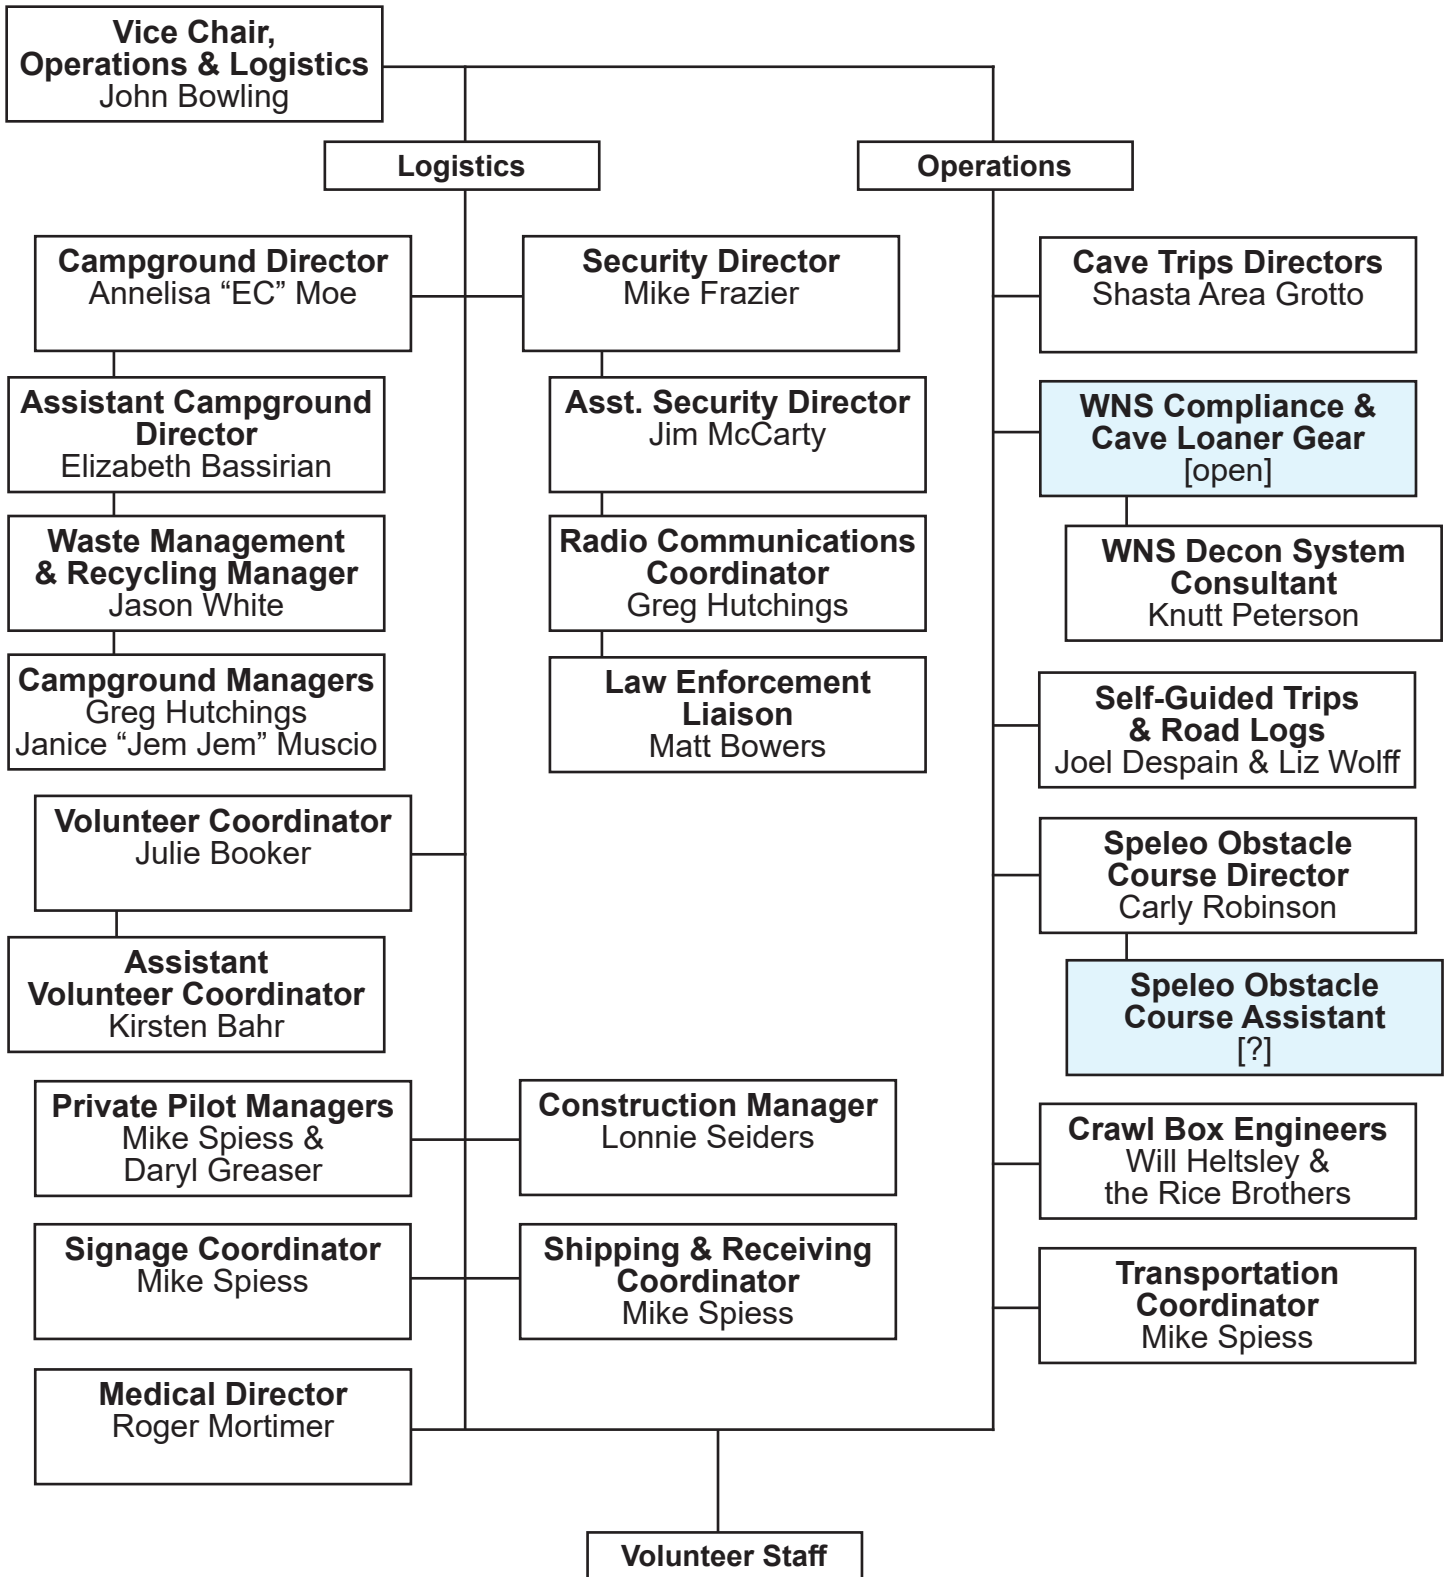 Vice Chair,
Operations & Logistics
John Bowling
Logistics
Operations
Campground Director
Annelisa “EC” Moe
Security Director
Mike Frazier
Cave Trips Directors
Shasta Area Grotto
Assistant Campground
Director
Elizabeth Bassirian
Asst. Security Director
Jim McCarty
WNS Compliance &
Cave Loaner Gear
[open]
Waste Management
& Recycling Manager
Jason White
Radio Communications
Coordinator
Greg Hutchings
WNS Decon System
Consultant
Knutt Peterson
Campground Managers
Greg Hutchings
Janice “Jem Jem” Muscio
Law Enforcement
Liaison
Matt Bowers
Self-Guided Trips
& Road Logs
Joel Despain & Liz Wolff
Volunteer Coordinator
Julie Booker
Speleo Obstacle
Course Director
Carly Robinson
Assistant
Volunteer Coordinator
Kirsten Bahr
Speleo Obstacle
Course Assistant
[?]
Private Pilot Managers
Mike Spiess &
Daryl Greaser
Construction Manager
Lonnie Seiders
Crawl Box Engineers
Will Heltsley &
the Rice Brothers
Signage Coordinator
Mike Spiess
Shipping & Receiving
Coordinator
Mike Spiess
Transportation
Coordinator
Mike Spiess
Medical Director
Roger Mortimer
Volunteer Staff